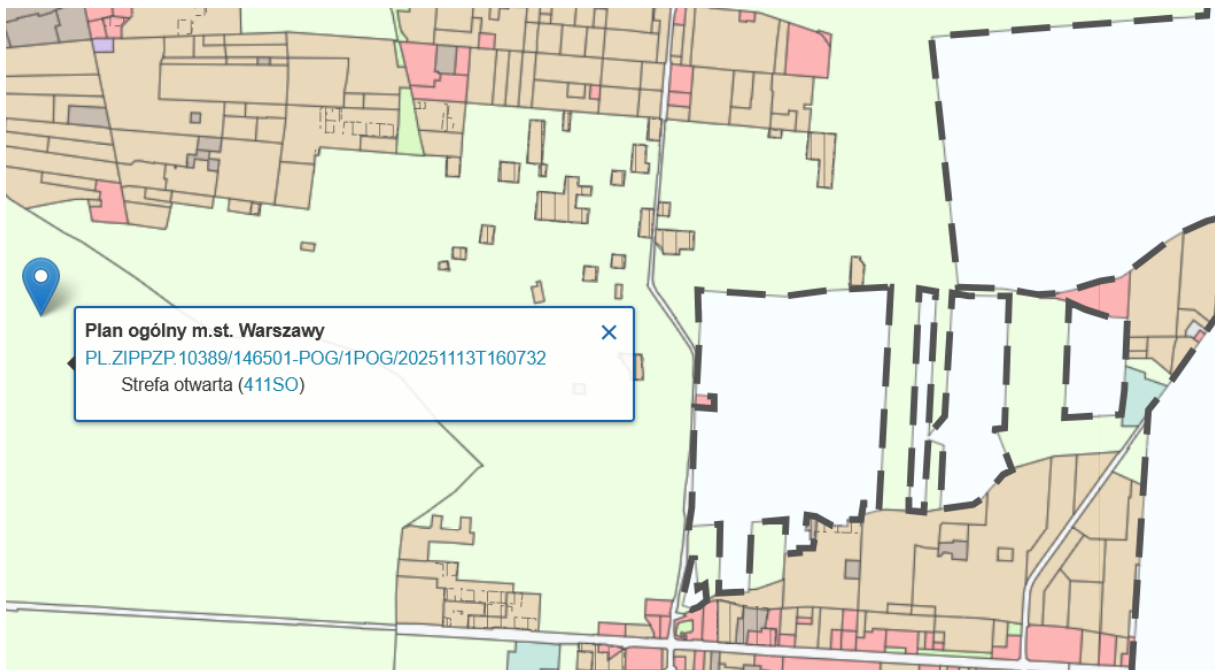 Plan ogólny m.st. Warszawy
PL.ZIPPZP.10389/146501-POG/1POG/20251113T160732
Strefa otwarta (411SO)